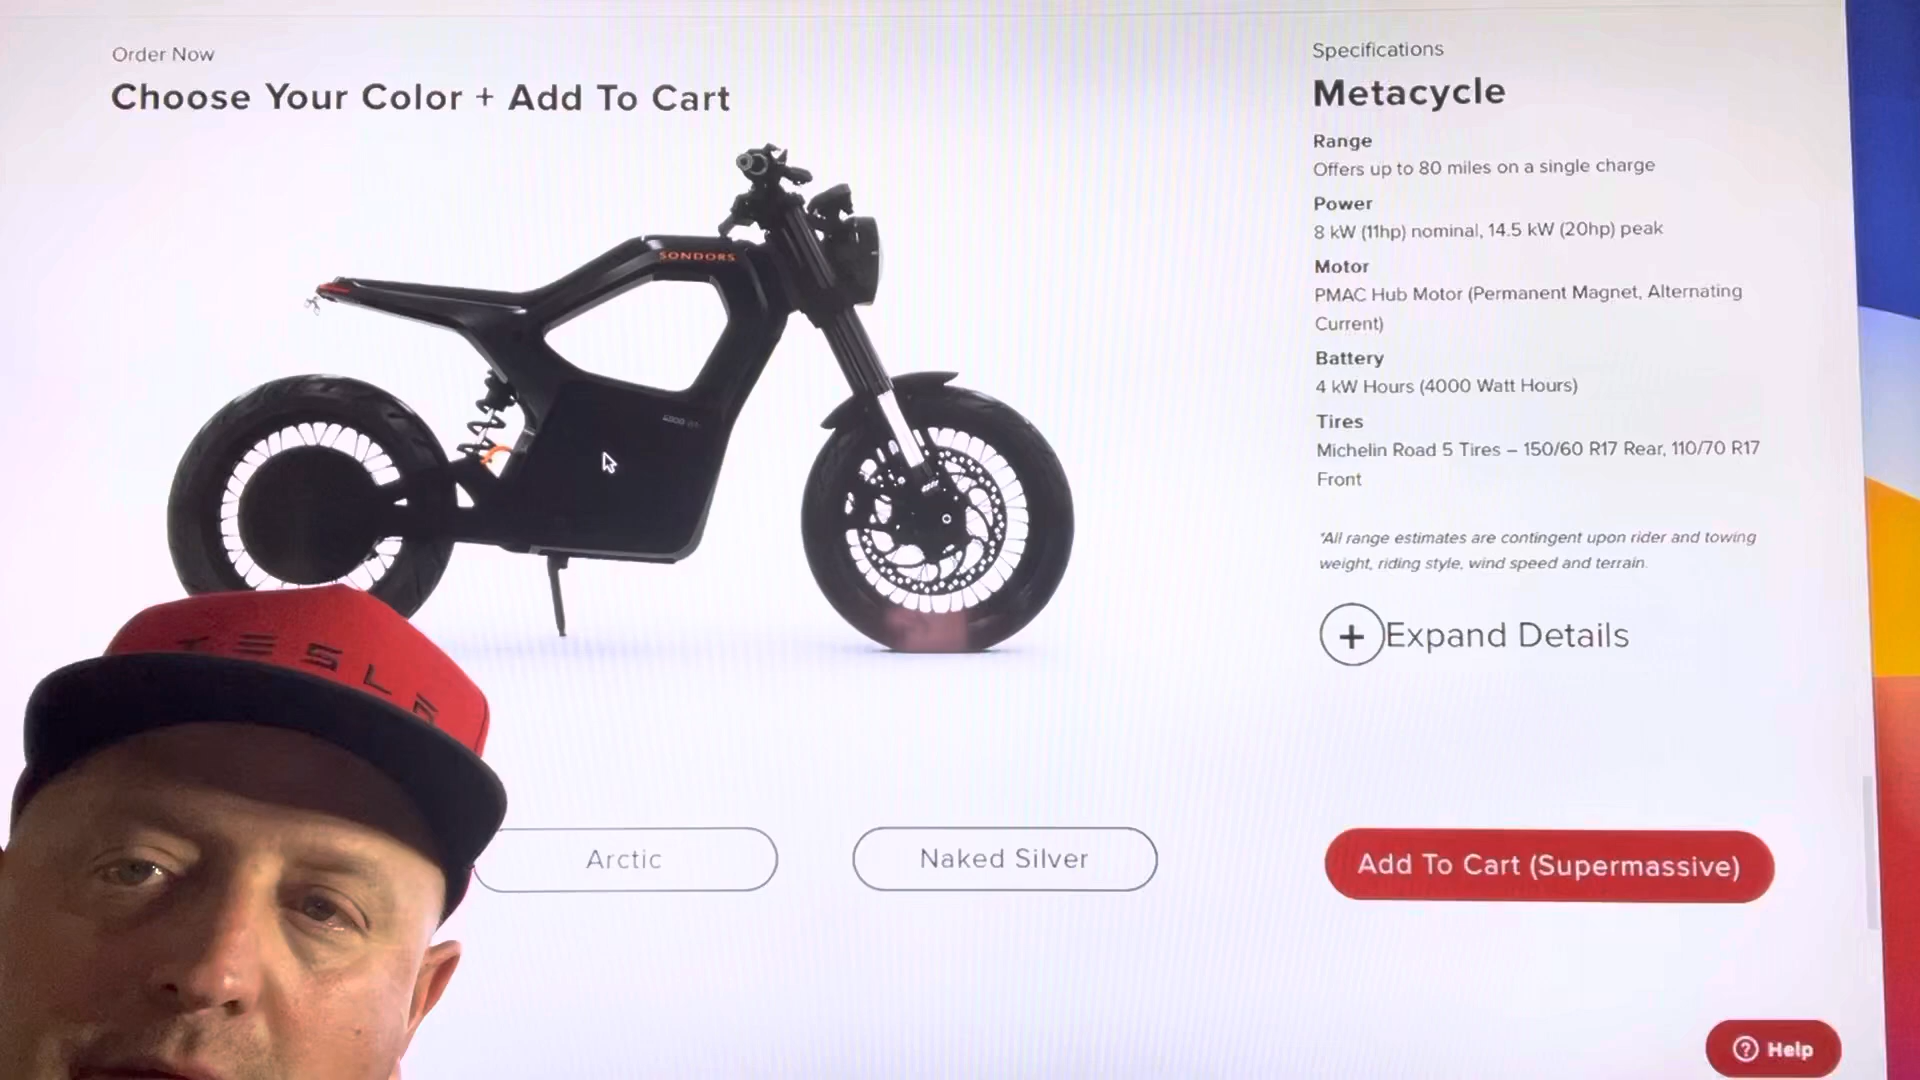 Order Now
Choose Your Color + Add To Cart
SONDORS
TESLA
Arctic
Naked Silver
Specifications
Metacycle
Range
Offers up to 80 miles on a single charge
Power
8 kW (11hp) nominal, 14.5 kW (20hp) peak
Motor
PMAC Hub Motor (Permanent Magnet, Alternating
Current)
Battery
4 kW Hours (4000 Watt Hours)
Tires
Michelin Road 5 Tires – 150/60 R17 Rear, 110/70 R17
Front
*All range estimates are contingent upon rider and towing
weight, riding style, wind speed and terrain.
+ Expand Details
Add To Cart (Supermassive)
? Help